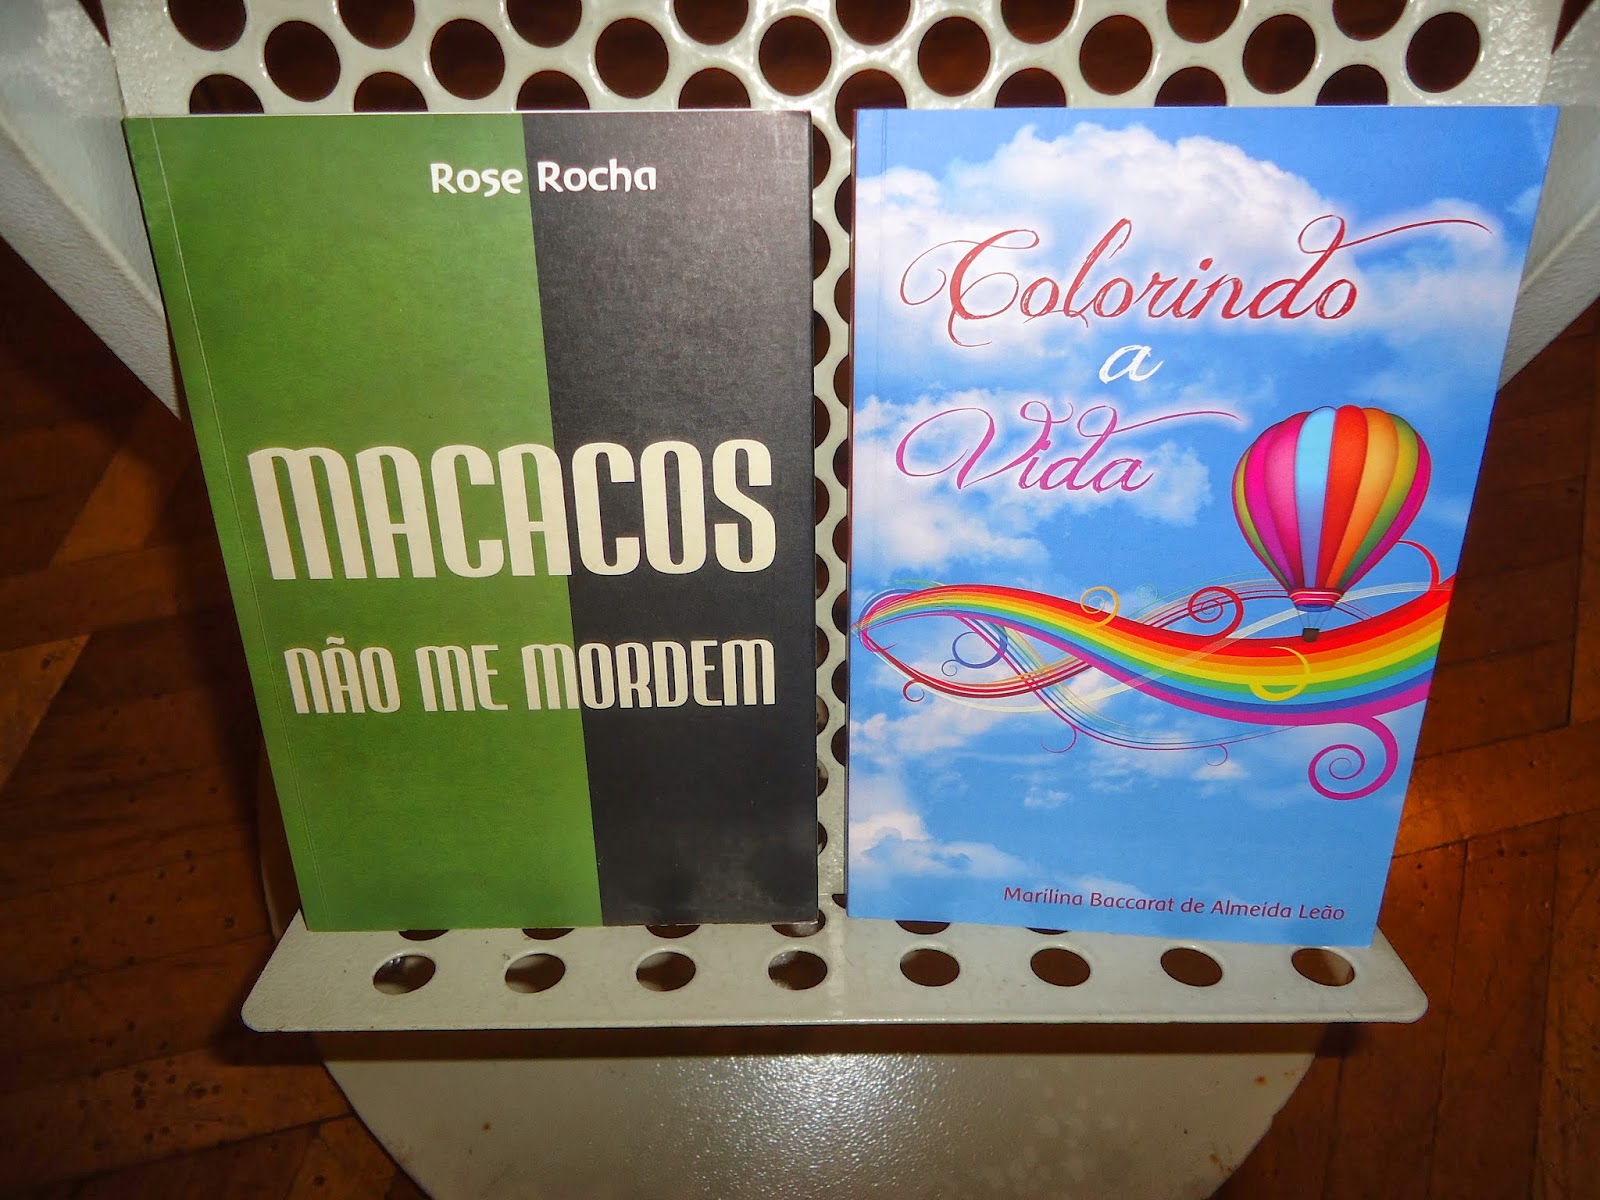 Rose Rocha
MACACOS
NÃO ME MORDEM
Colorindo
a
Vida
Marilina Baccarat de Almeida Leão